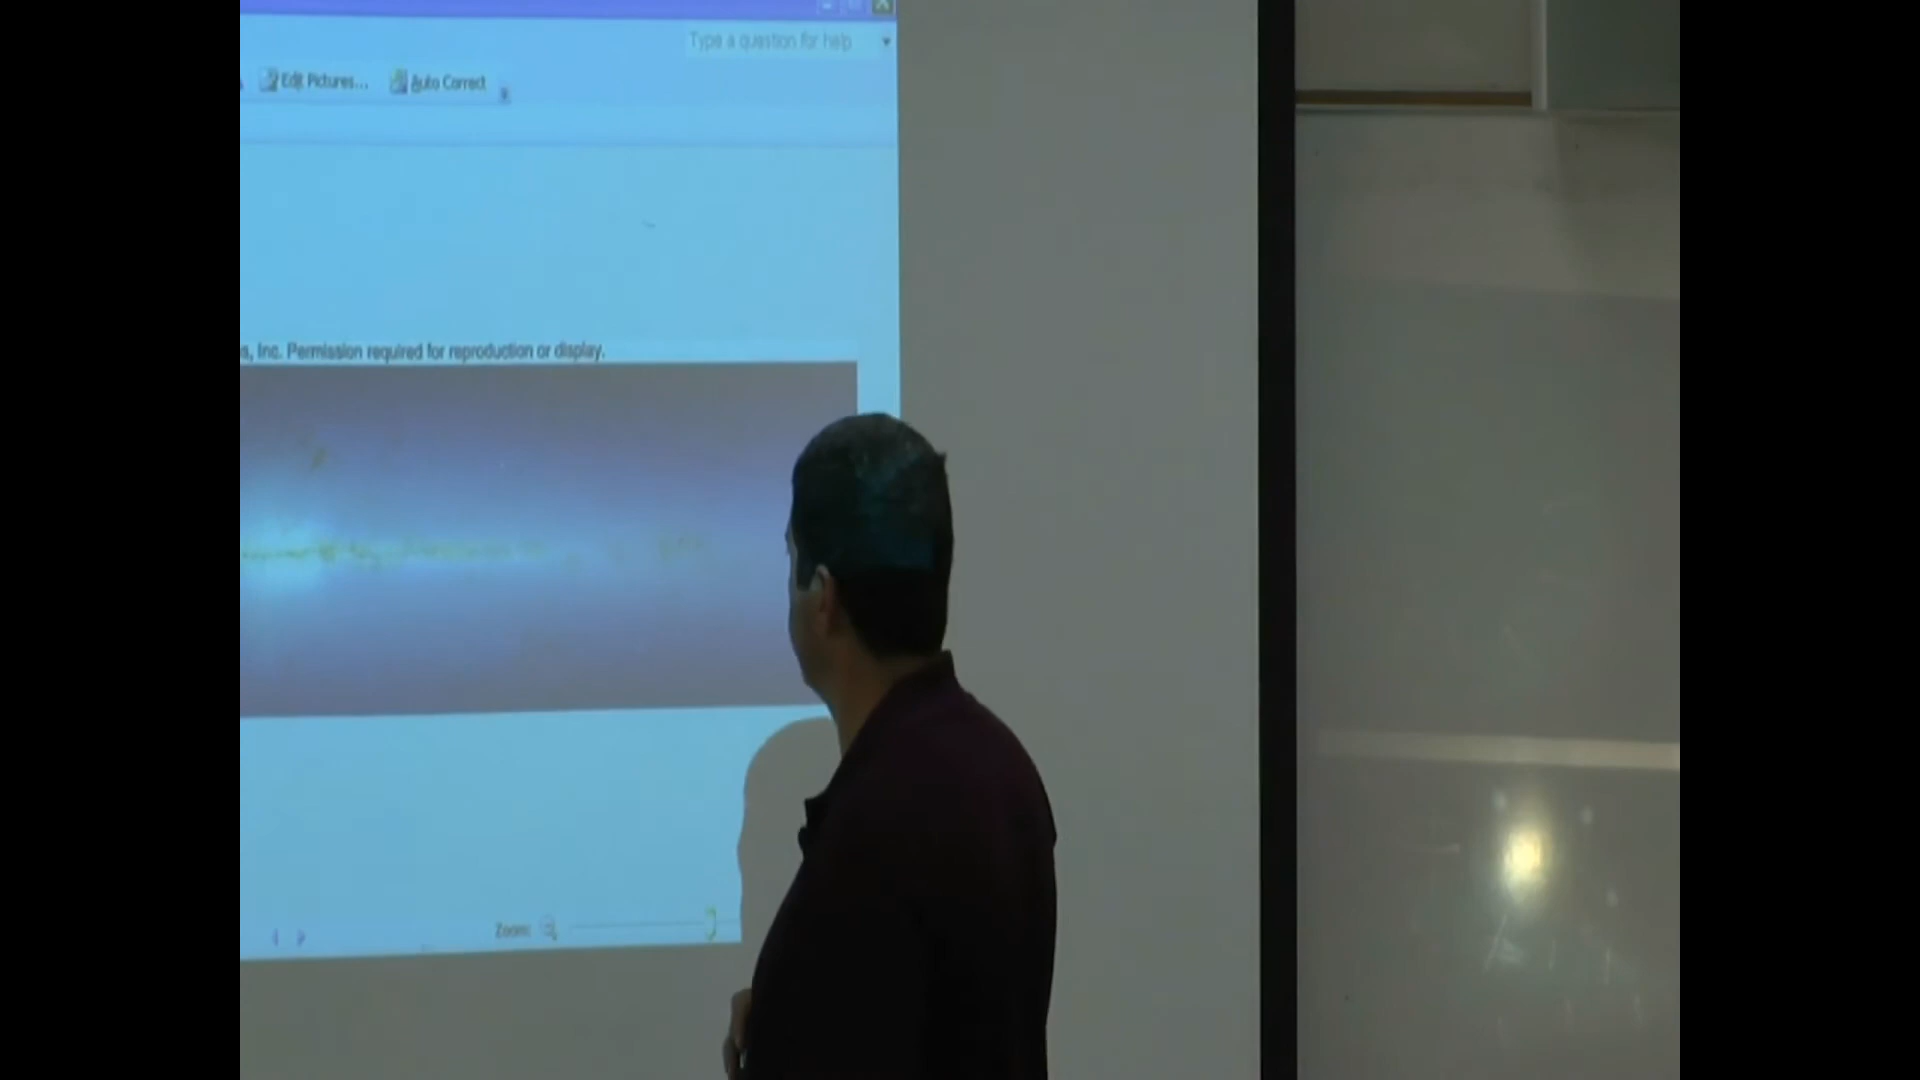 Type a question for help
Edit Pictures... Auto Correct
s, Inc. Permission required for reproduction or display.
Zoom: